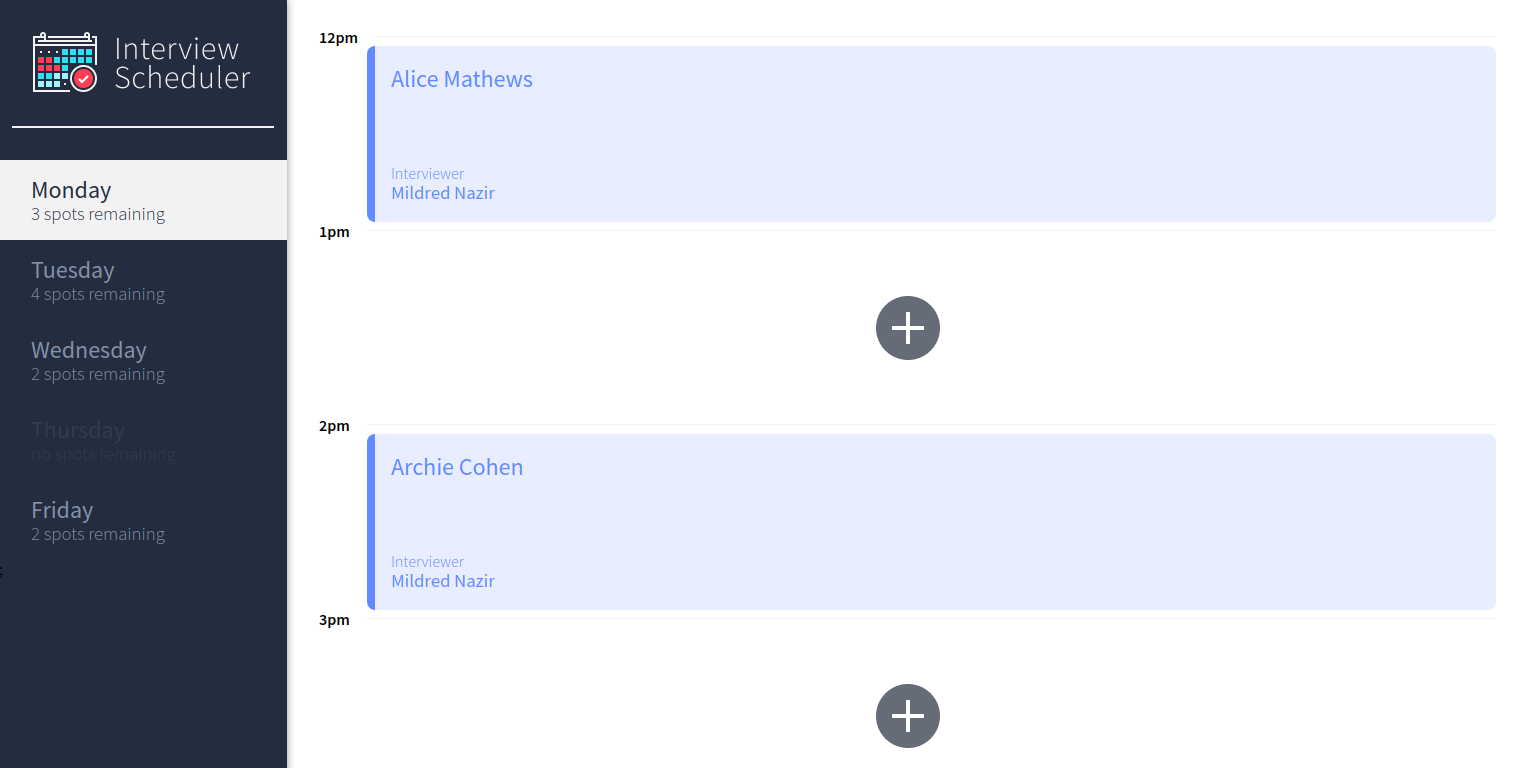 Interview
Scheduler
Monday
3 spots remaining
Tuesday
4 spots remaining
Wednesday
2 spots remaining
Thursday
no spots remaining
Friday
2 spots remaining
;
12pm
Alice Mathews
Interviewer
Mildred Nazir
1pm
2pm
Archie Cohen
Interviewer
Mildred Nazir
3pm